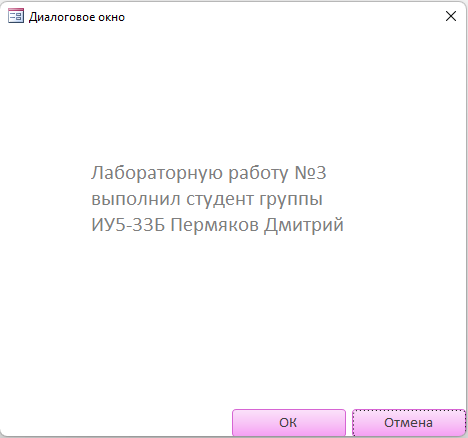 Диалоговое окно
Лабораторную работу №3
выполнил студент группы
ИУ5-33Б Пермяков Дмитрий
ОК
Отмена